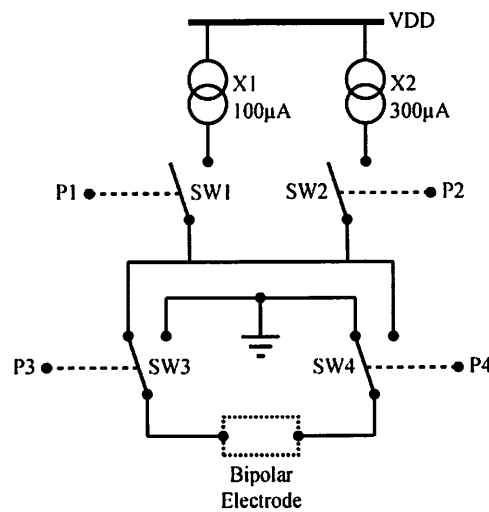 VDD
X1
100µA
X2
300µA
P1
SW1
SW2
P2
P3
SW3
SW4
P4
Bipolar
Electrode